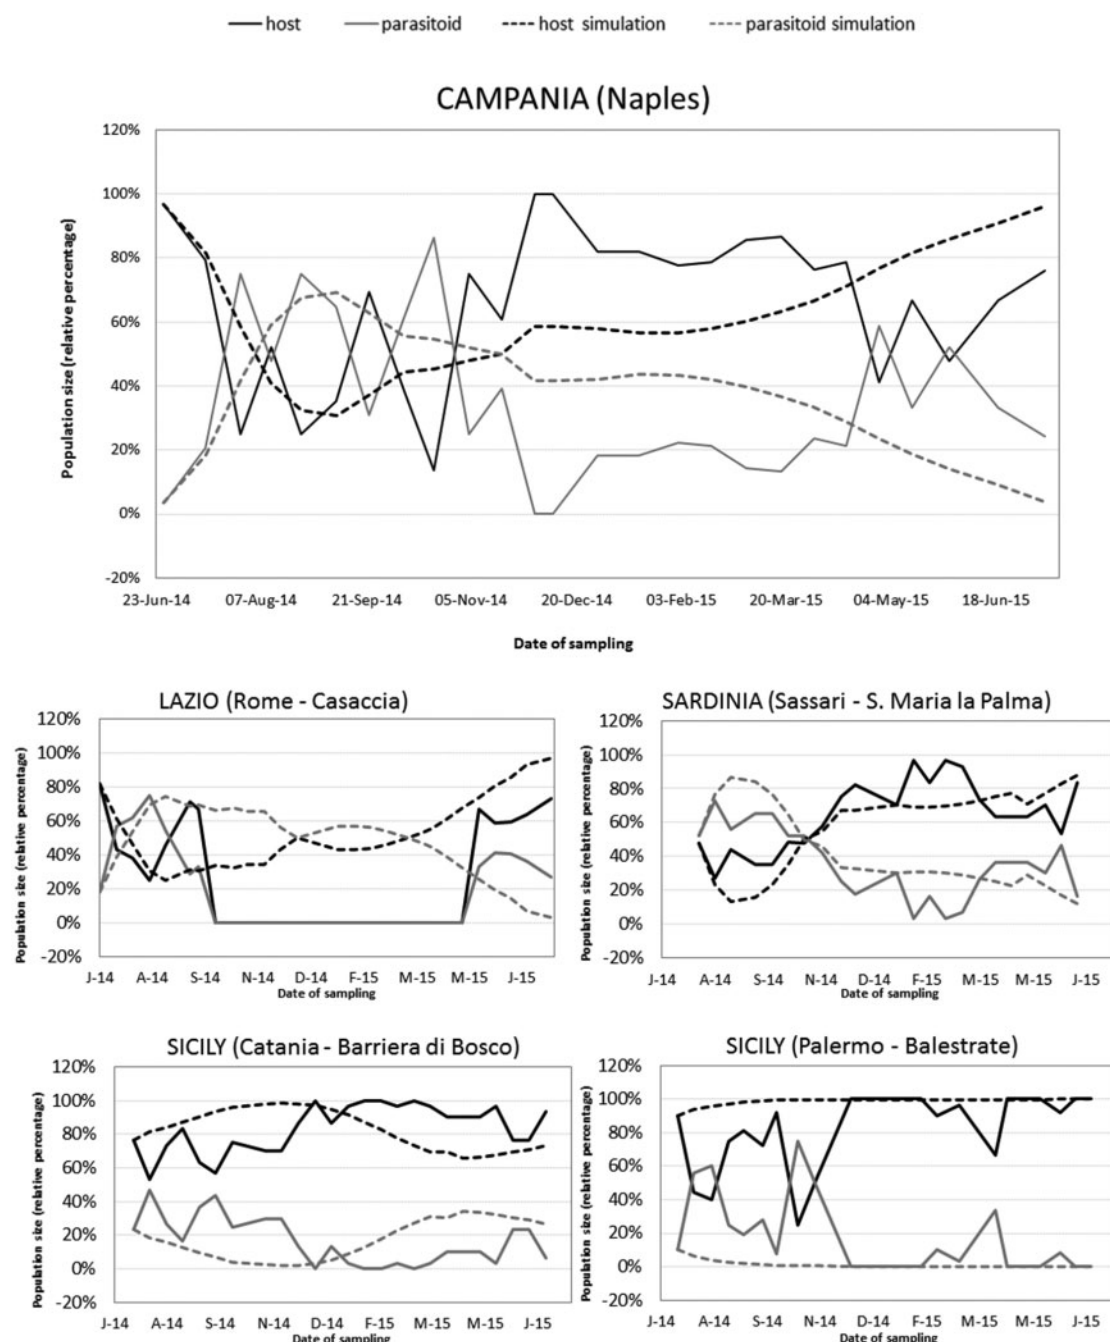 host parasitoid host simulation parasitoid simulation
CAMPANIA (Naples)
120%
100%
80%
60%
40%
20%
0%
-20%
Population size (relative percentage)
23-Jun-14 07-Aug-14 21-Sep-14 05-Nov-14 20-Dec-14 03-Feb-15 20-Mar-15 04-May-15 18-Jun-15
Date of sampling
LAZIO (Rome - Casaccia)
120%
100%
80%
60%
40%
20%
0%
-20%
Population size (relative percentage)
J-14 A-14 S-14 N-14 D-14 F-15 M-15 M-15 J-15
Date of sampling
SARDINIA (Sassari - S. Maria la Palma)
120%
100%
80%
60%
40%
20%
0%
-20%
Population size (relative percentage)
J-14 A-14 S-14 N-14 D-14 F-15 M-15 M-15 J-15
Date of sampling
SICILY (Catania - Barriera di Bosco)
120%
100%
80%
60%
40%
20%
0%
-20%
Population size (relative percentage)
J-14 A-14 S-14 N-14 D-14 F-15 M-15 M-15 J-15
Date of sampling
SICILY (Palermo - Balestrate)
120%
100%
80%
60%
40%
20%
0%
-20%
Population size (relative percentage)
J-14 A-14 S-14 N-14 D-14 F-15 M-15 M-15 J-15
Date of sampling